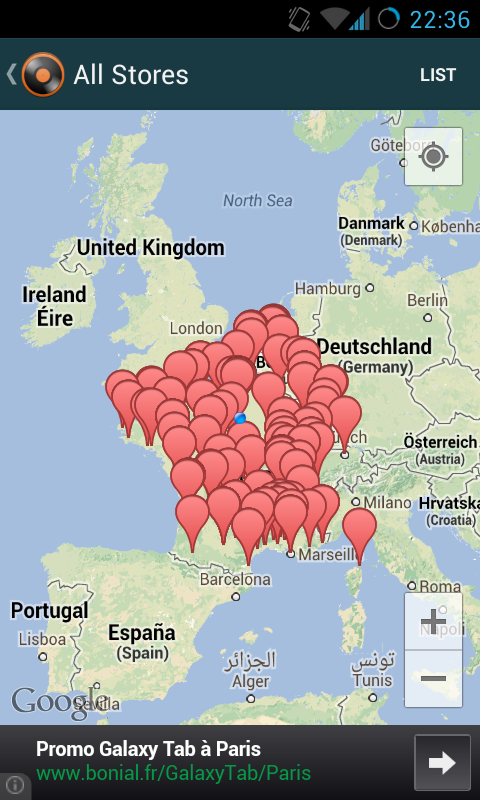 22:36
All Stores
LIST
Göteborg
North Sea
Danmark
(Denmark)
United Kingdom
Ireland
Éire
Hamburg
Berlin
London
Deutschland
(Germany)
Österreich
(Austria)
Milano
Hrvatska
(Croatia)
Marseille
Barcelona
Roma
Portugal
España
(Spain)
Lisboa
Napoli
الجزائر
Alger
تونس
Tunis
Google
Sevilla
Promo Galaxy Tab à Paris
www.bonial.fr/GalaxyTab/Paris